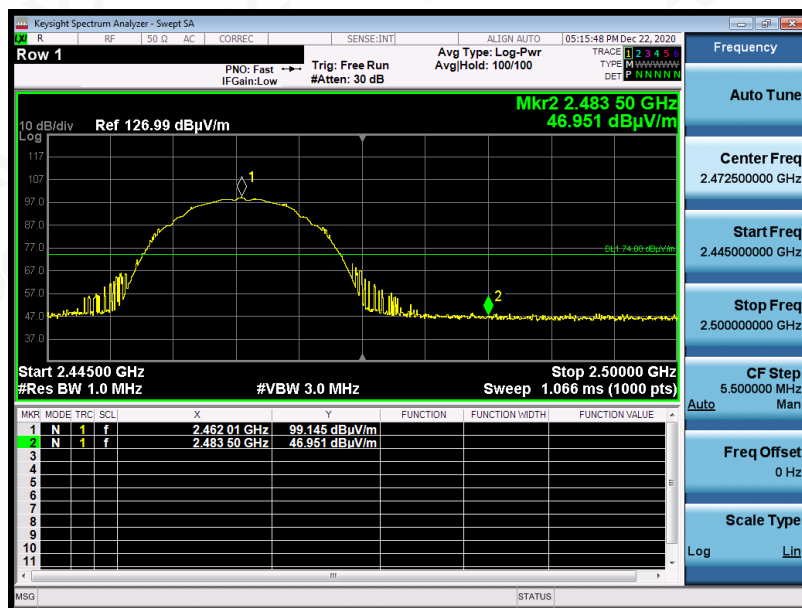 Keysight Spectrum Analyzer - Swept SA
LXI R RF 50 Ω AC CORREC SENSE:INT ALIGN AUTO 05:15:48 PM Dec 22, 2020
Row 1
PNO: Fast
IFGain:Low
Trig: Free Run
#Atten: 30 dB
Avg Type: Log-Pwr
Avg|Hold: 100/100
TRACE 1 2 3 4 5 6
TYPE M W W W W W
DET P N N N N N
Mkr2 2.483 50 GHz
46.951 dBµV/m
10 dB/div Ref 126.99 dBµV/m
Log
117
107
97.0
87.0
77.0
67.0
57.0
47.0
37.0
1
DL1 74.00 dBµV/m
2
Start 2.44500 GHz Stop 2.50000 GHz
#Res BW 1.0 MHz #VBW 3.0 MHz Sweep 1.066 ms (1000 pts)
MKR MODE TRC SCL X Y FUNCTION FUNCTION WIDTH FUNCTION VALUE
1 N 1 f 2.462 01 GHz 99.145 dBµV/m
2 N 1 f 2.483 50 GHz 46.951 dBµV/m
3
4
5
6
7
8
9
10
11
MSG STATUS
Frequency
Auto Tune
Center Freq
2.472500000 GHz
Start Freq
2.445000000 GHz
Stop Freq
2.500000000 GHz
CF Step
5.500000 MHz
Auto Man
Freq Offset
0 Hz
Scale Type
Log Lin